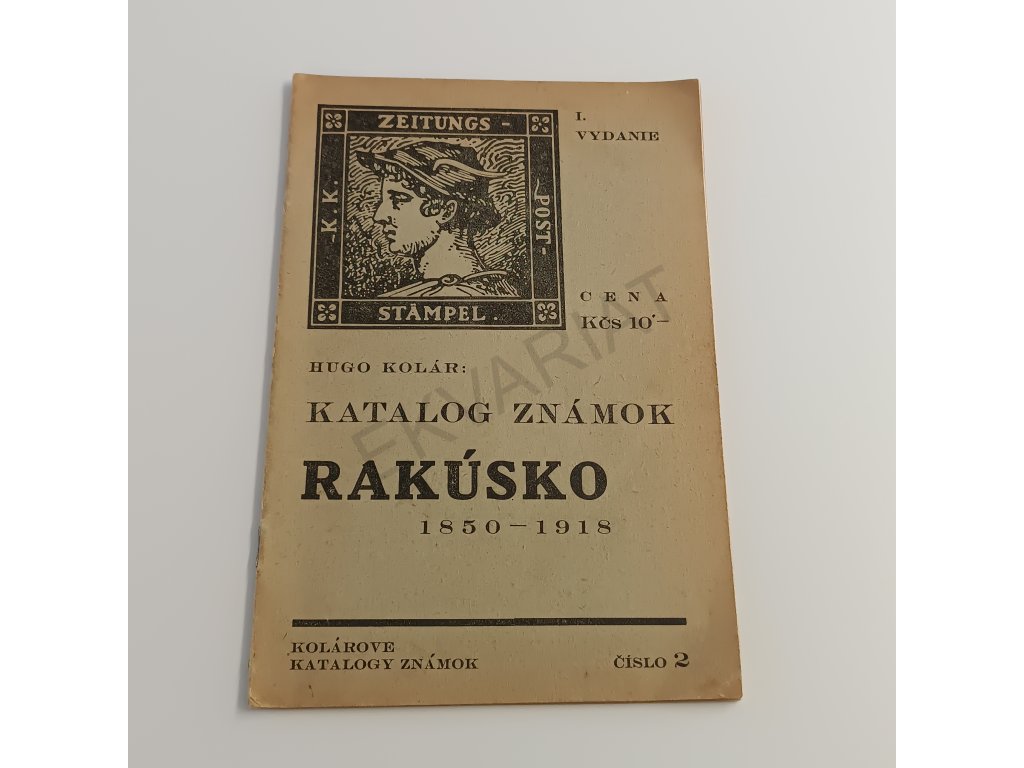 ZEITUNGS -
K.K.
POST-
STÄMPEL.
I.
VYDANIE
CENA
Kčs 10'—
HUGO KOLÁR:
KATALOG ZNÁMOK
RAKÚSKO
1850—1918
KOLÁROVE
KATALOGY ZNÁMOK
ČÍSLO 2
EKVARIAT